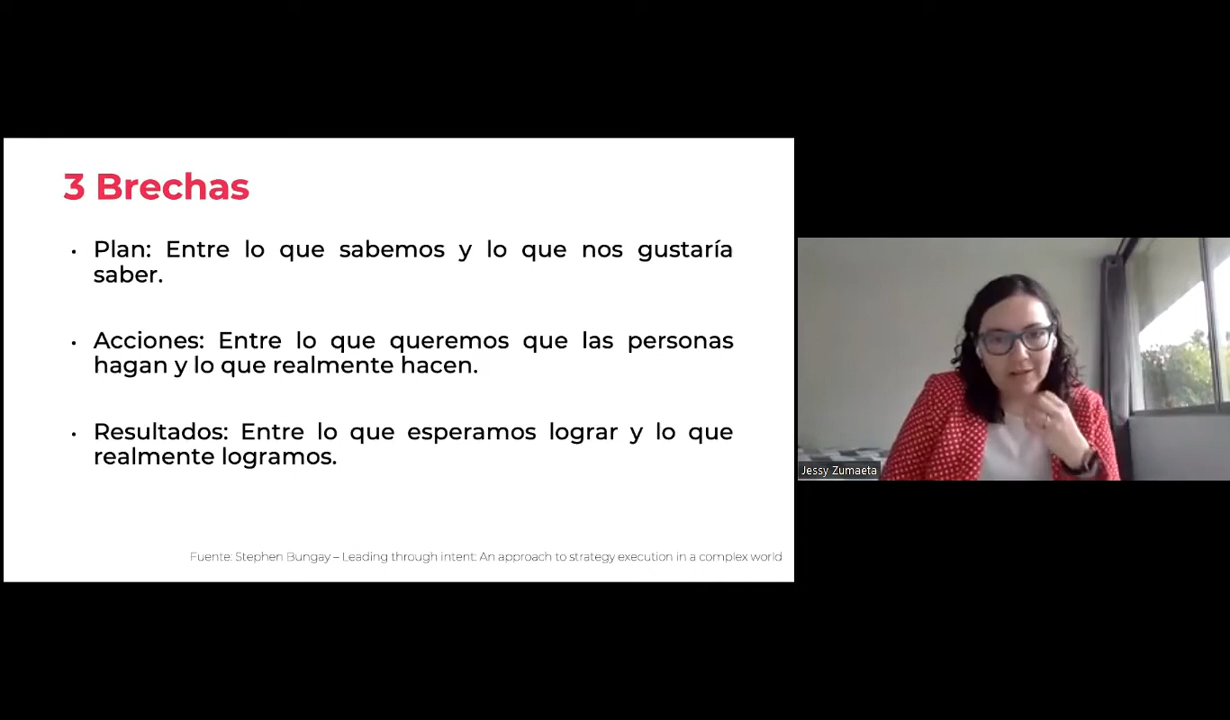 3 Brechas
• Plan: Entre lo que sabemos y lo que nos gustaría
saber.
• Acciones: Entre lo que queremos que las personas
hagan y lo que realmente hacen.
• Resultados: Entre lo que esperamos lograr y lo que
realmente logramos.
Fuente: Stephen Bungay – Leading through intent: An approach to strategy execution in a complex world
Jessy Zumaeta